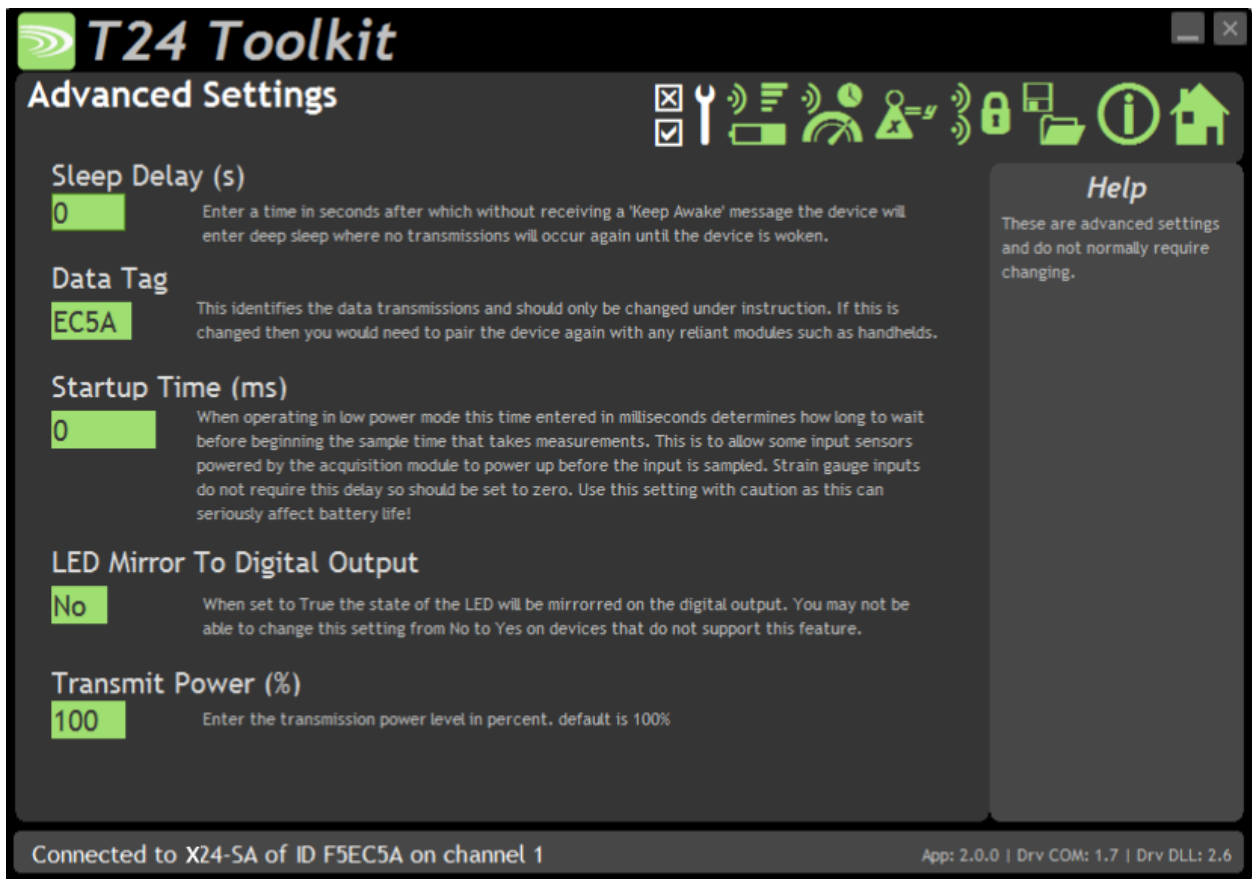 T24 Toolkit
Advanced Settings
x=y
Sleep Delay (s)
0
Enter a time in seconds after which without receiving a 'Keep Awake' message the device will
enter deep sleep where no transmissions will occur again until the device is woken.
Data Tag
EC5A
This identifies the data transmissions and should only be changed under instruction. If this is
changed then you would need to pair the device again with any reliant modules such as handhelds.
Startup Time (ms)
0
When operating in low power mode this time entered in milliseconds determines how long to wait
before beginning the sample time that takes measurements. This is to allow some input sensors
powered by the acquisition module to power up before the input is sampled. Strain gauge inputs
do not require this delay so should be set to zero. Use this setting with caution as this can
seriously affect battery life!
LED Mirror To Digital Output
No
When set to True the state of the LED will be mirrorred on the digital output. You may not be
able to change this setting from No to Yes on devices that do not support this feature.
Transmit Power (%)
100
Enter the transmission power level in percent. default is 100%
Help
These are advanced settings
and do not normally require
changing.
Connected to X24-SA of ID F5EC5A on channel 1
App: 2.0.0 | Drv COM: 1.7 | Drv DLL: 2.6